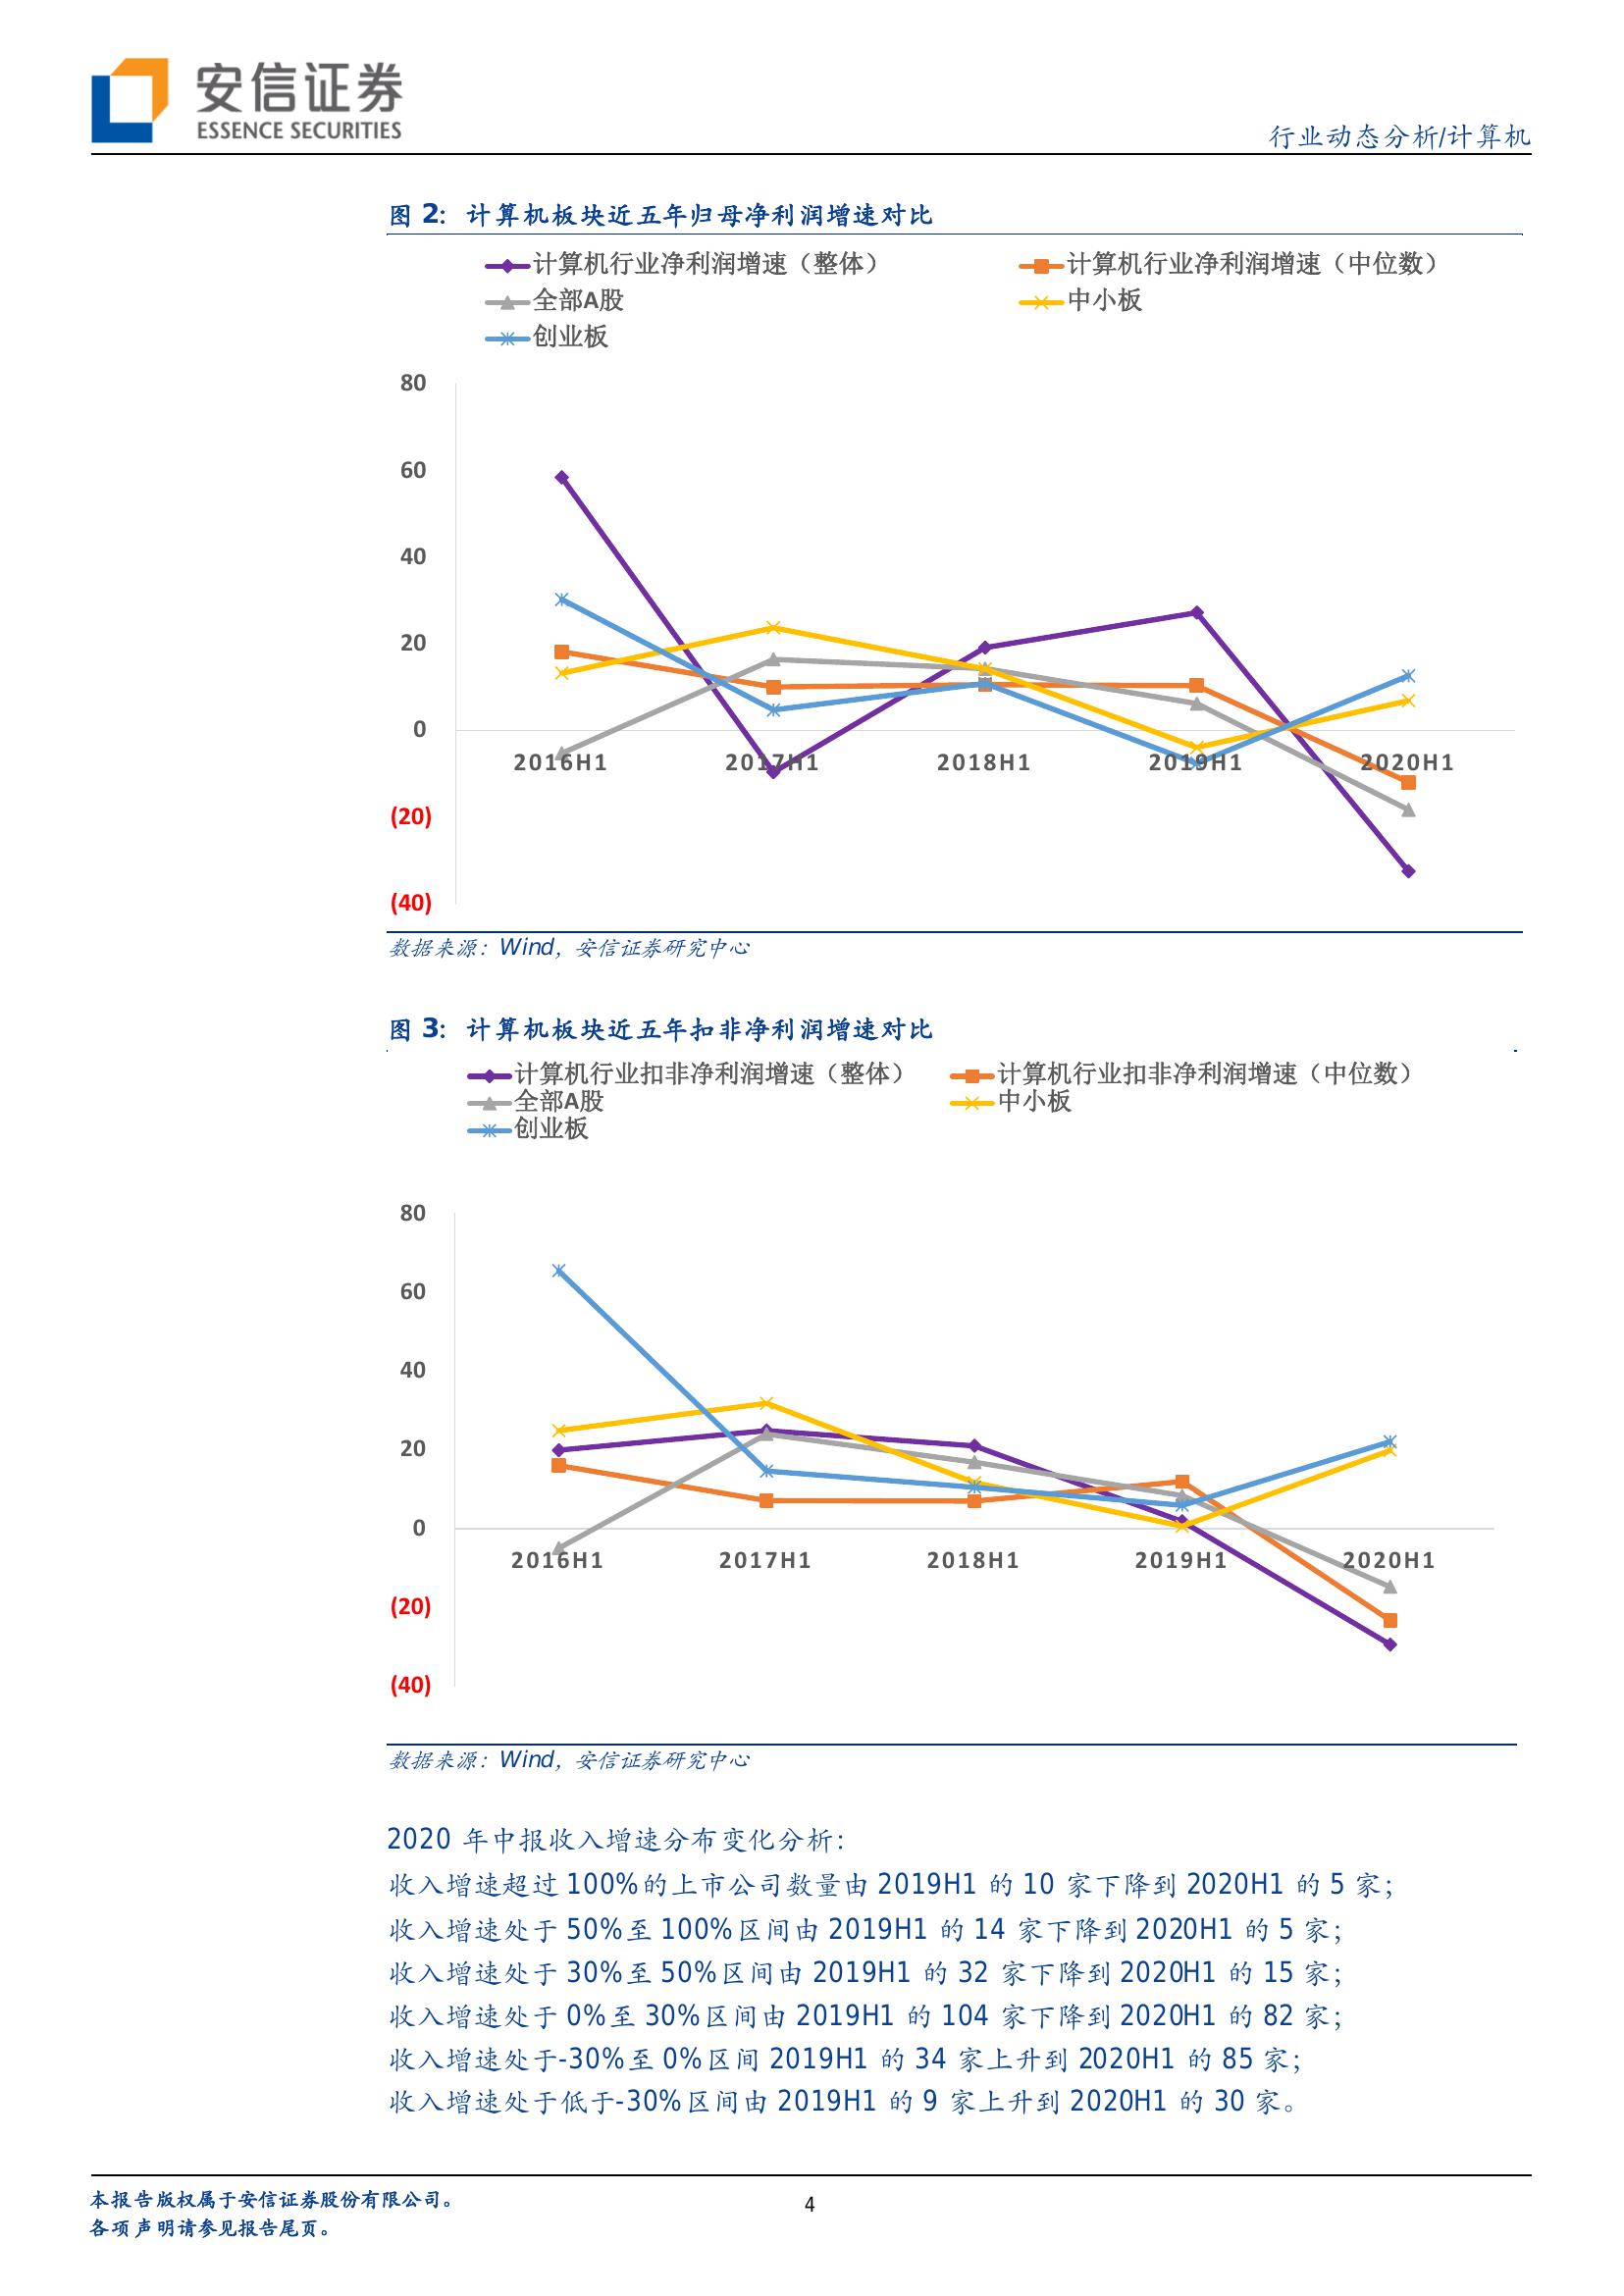 安信证券
ESSENCE SECURITIES
行业动态分析/计算机
图 2: 计算机板块近五年归母净利润增速对比
计算机行业净利润增速（整体） 计算机行业净利润增速（中位数）
全部A股 中小板
创业板
80
60
40
20
0
2016H1 2017H1 2018H1 2019H1 2020H1
(20)
(40)
数据来源：Wind，安信证券研究中心
图 3: 计算机板块近五年扣非净利润增速对比
计算机行业扣非净利润增速（整体） 计算机行业扣非净利润增速（中位数）
全部A股 中小板
创业板
80
60
40
20
0
2016H1 2017H1 2018H1 2019H1 2020H1
(20)
(40)
数据来源：Wind，安信证券研究中心
2020 年中报收入增速分布变化分析：
收入增速超过 100%的上市公司数量由 2019H1 的 10 家下降到 2020H1 的 5 家；
收入增速处于 50%至 100%区间由 2019H1 的 14 家下降到 2020H1 的 5 家；
收入增速处于 30%至 50%区间由 2019H1 的 32 家下降到 2020H1 的 15 家；
收入增速处于 0%至 30%区间由 2019H1 的 104 家下降到 2020H1 的 82 家；
收入增速处于-30%至 0%区间 2019H1 的 34 家上升到 2020H1 的 85 家；
收入增速处于低于-30%区间由 2019H1 的 9 家上升到 2020H1 的 30 家。
本报告版权属于安信证券股份有限公司。
4
各项声明请参见报告尾页。